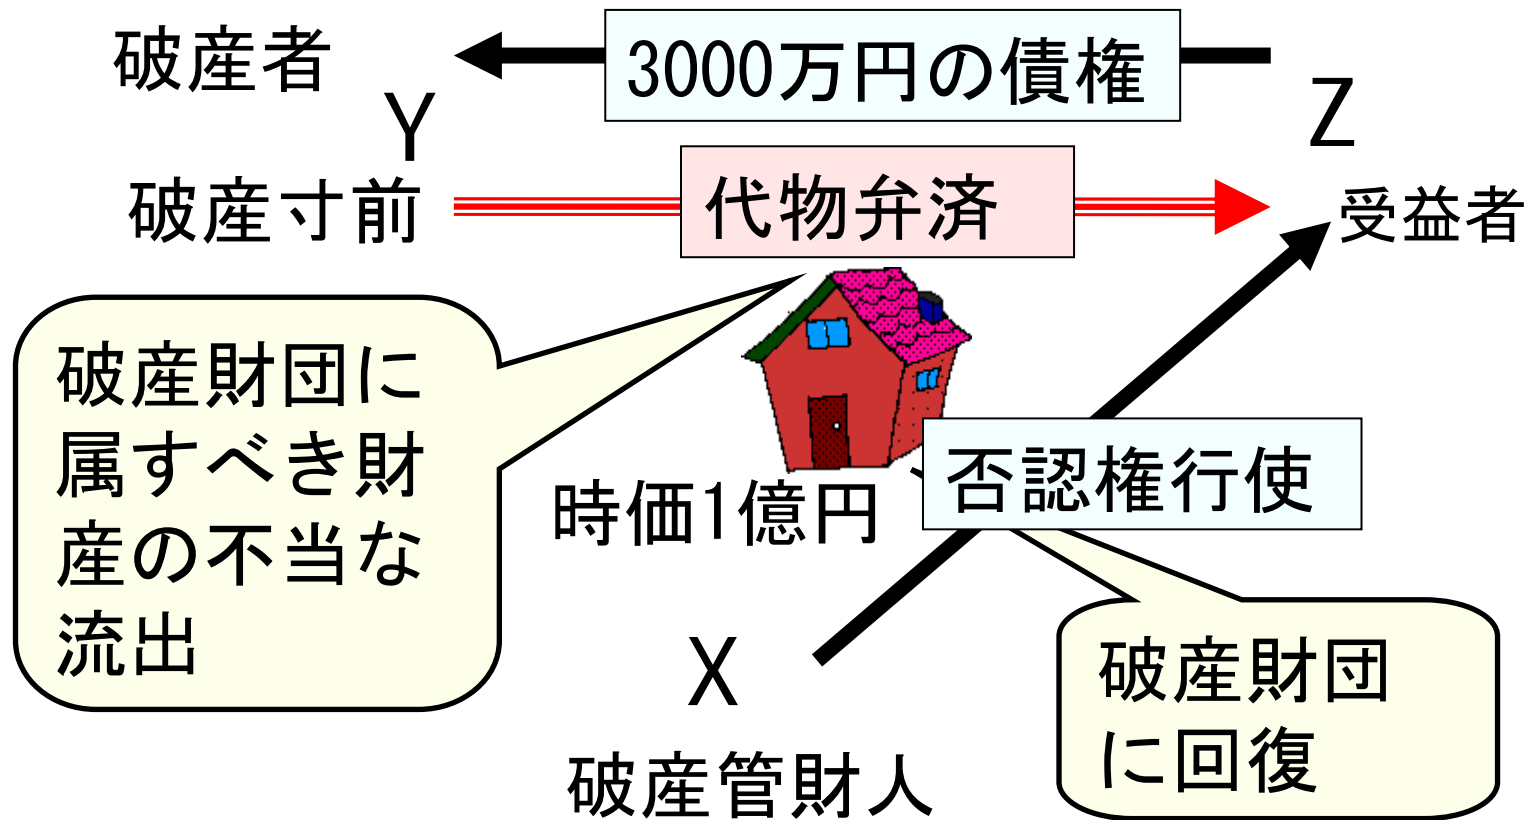 破産者
3000万円の債権
Y
Z
破産寸前
代物弁済
受益者
破産財団に
属すべき財
産の不当な
流出
時価1億円
否認権行使
X
破産管財人
破産財団
に回復